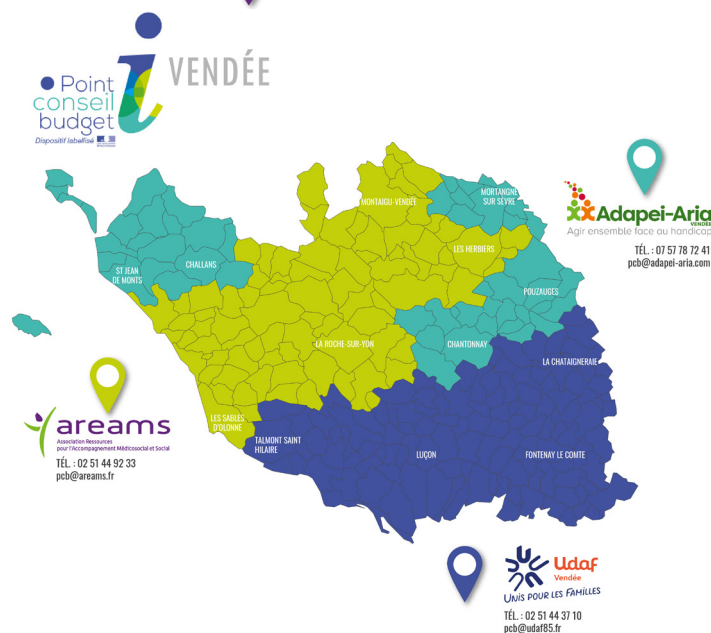 VENDÉE
Point
conseil
budget
Dispositif labellisé
MONTAIGU-VENDÉE
MORTANGNE
SUR SÈVRE
Adapei-Aria
VENDÉE
Agir ensemble face au handicap
TÉL. : 07 57 78 72 41
pcb@adapei-aria.com
LES HERBIERS
ST JEAN
DE MONTS
CHALLANS
POUZAUGES
LA ROCHE-SUR-YON
CHANTONNAY
LA CHATAIGNERAIE
areams
Association Ressources
pour l'Accompagnement Médicosocial et Social
TÉL. : 02 51 44 92 33
pcb@areams.fr
LES SABLES
D'OLONNE
TALMONT SAINT
HILAIRE
LUÇON
FONTENAY LE COMTE
Udaf
Vendée
UNIS POUR LES FAMILLES
TÉL. : 02 51 44 37 10
pcb@udaf85.fr